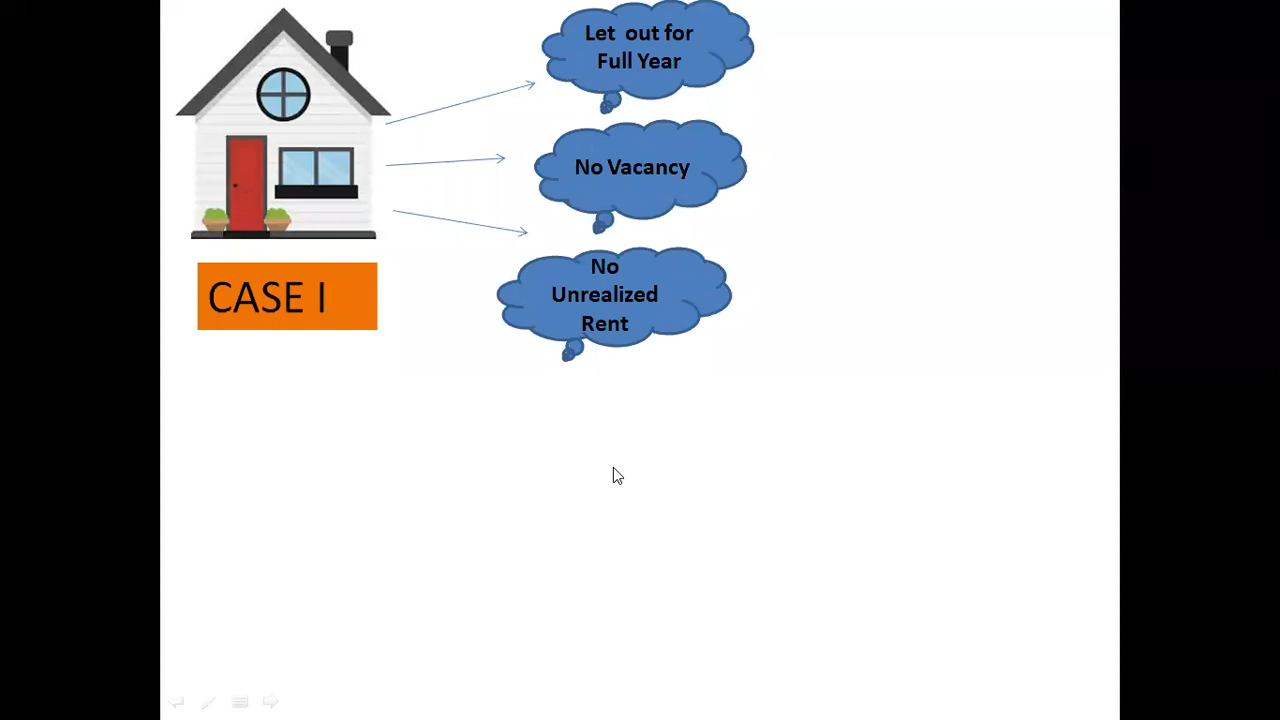 Let out for
Full Year
No Vacancy
No
Unrealized
Rent
CASE I